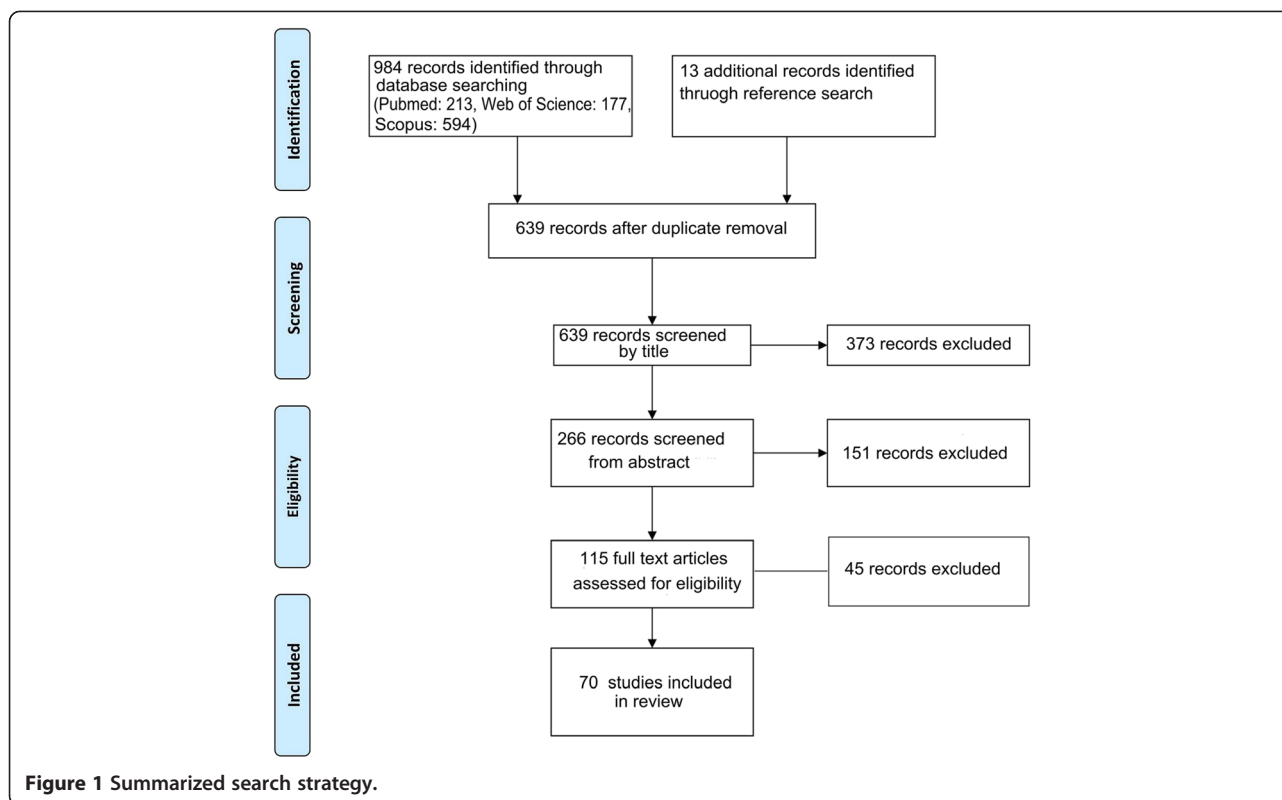 Identification
984 records identified through
database searching
(Pubmed: 213, Web of Science: 177,
Scopus: 594)
13 additional records identified
thruogh reference search
639 records after duplicate removal
Screening
639 records screened
by title
373 records excluded
Eligibility
266 records screened
from abstract
151 records excluded
115 full text articles
assessed for eligibility
45 records excluded
Included
70 studies included
in review
Figure 1 Summarized search strategy.